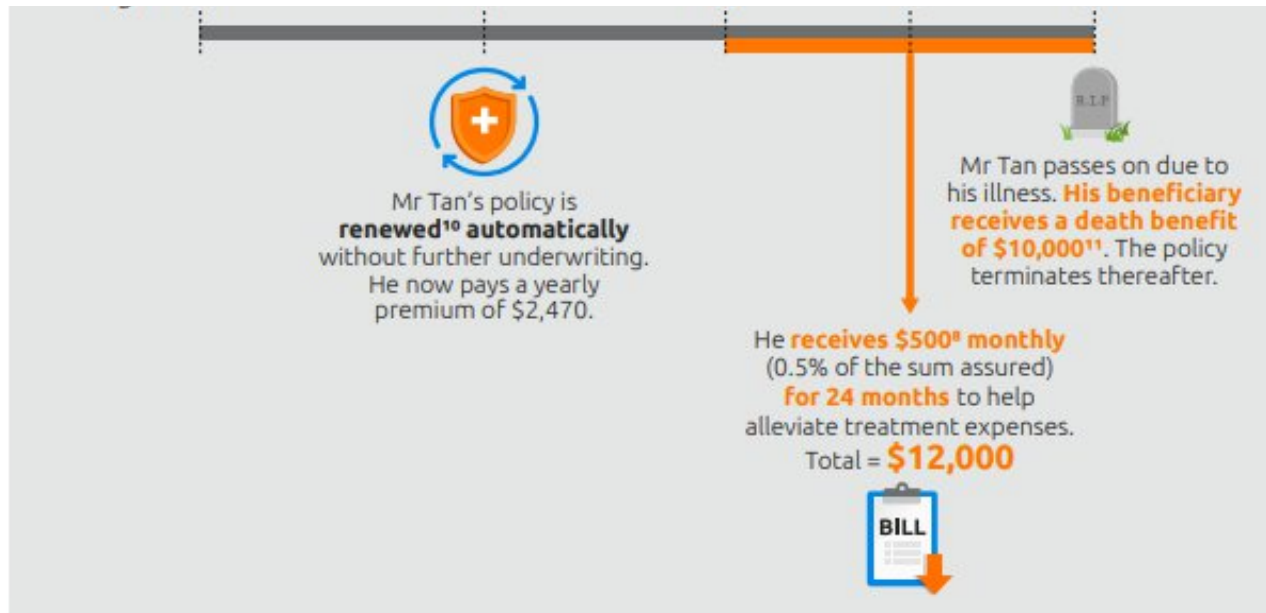 Mr Tan's policy is
renewed¹⁰ automatically
without further underwriting.
He now pays a yearly
premium of $2,470.
R.I.P
Mr Tan passes on due to
his illness. His beneficiary
receives a death benefit
of $10,000¹¹. The policy
terminates thereafter.
He receives $500⁸ monthly
(0.5% of the sum assured)
for 24 months to help
alleviate treatment expenses.
Total = $12,000
BILL